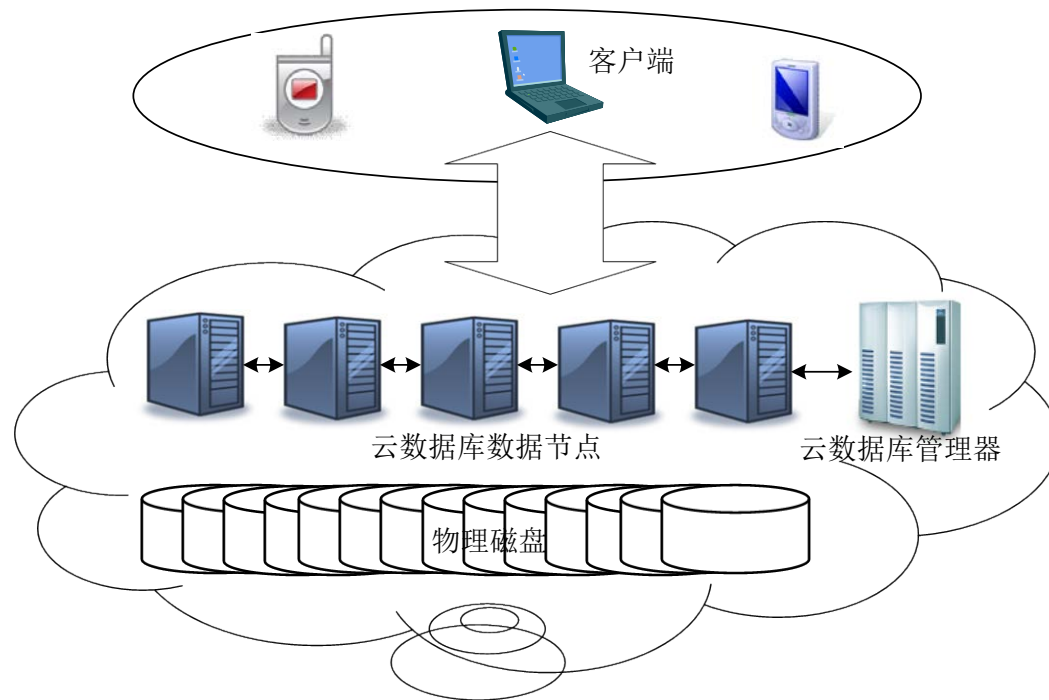 客户端
云数据库数据节点
云数据库管理器
物理磁盘